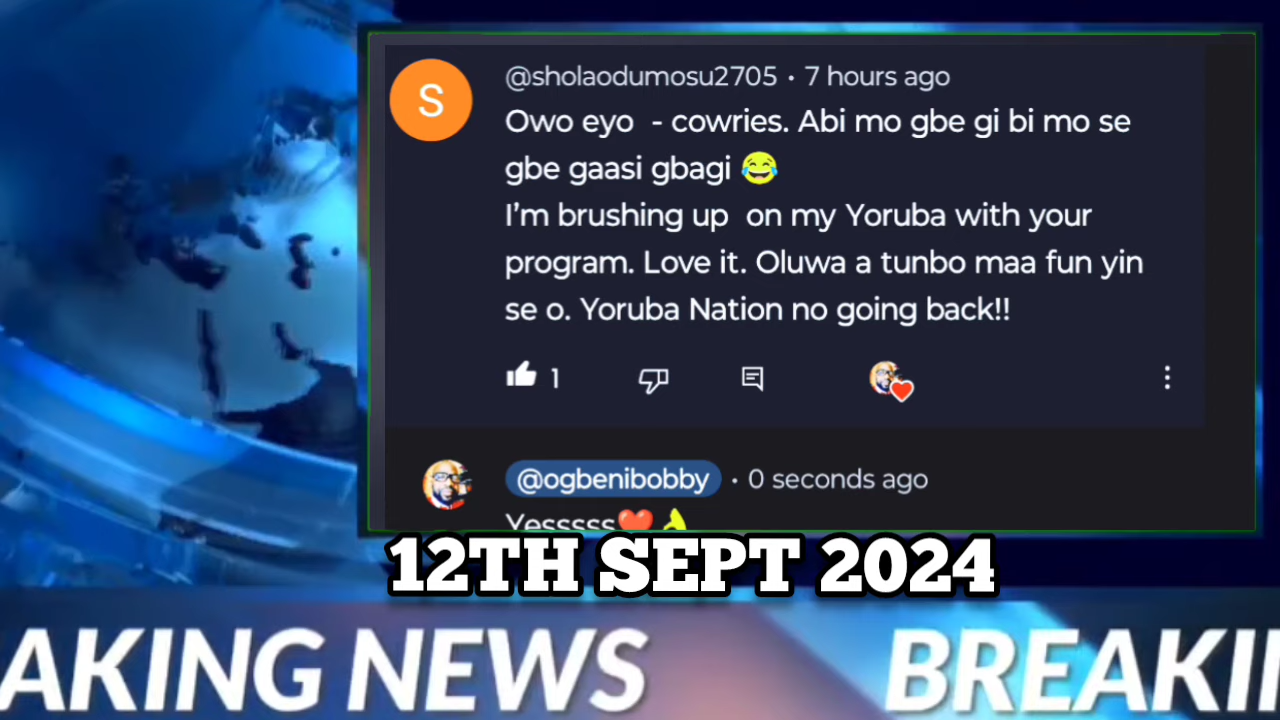 S
@sholaodumosu2705 • 7 hours ago
Owo eyo - cowries. Abi mo gbe gi bi mo se
gbe gaasi gbagi 😂
I'm brushing up on my Yoruba with your
program. Love it. Oluwa a tunbo maa fun yin
se o. Yoruba Nation no going back!!
1
@ogbenibobby • 0 seconds ago
Yesssss❤️👌
12TH SEPT 2024
AKING NEWS BREAKIN